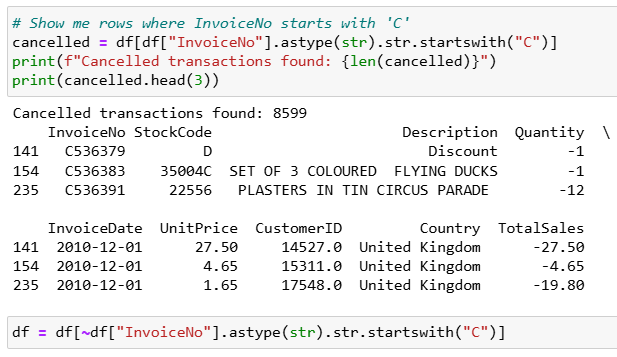 # Show me rows where InvoiceNo starts with 'C'
cancelled = df[df["InvoiceNo"].astype(str).str.startswith("C")]
print(f"Cancelled transactions found: {len(cancelled)}")
print(cancelled.head(3))
Cancelled transactions found: 8599
    InvoiceNo StockCode                       Description  Quantity  \
141   C536379         D                          Discount        -1
154   C536383    35004C  SET OF 3 COLOURED  FLYING DUCKS        -1
235   C536391     22556    PLASTERS IN TIN CIRCUS PARADE       -12
    InvoiceDate  UnitPrice  CustomerID         Country  TotalSales
141  2010-12-01      27.50     14527.0  United Kingdom      -27.50
154  2010-12-01       4.65     15311.0  United Kingdom       -4.65
235  2010-12-01       1.65     17548.0  United Kingdom      -19.80
df = df[~df["InvoiceNo"].astype(str).str.startswith("C")]